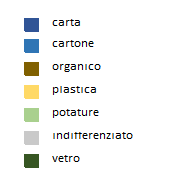 carta
cartone
organico
plastica
potature
indifferenziato
vetro